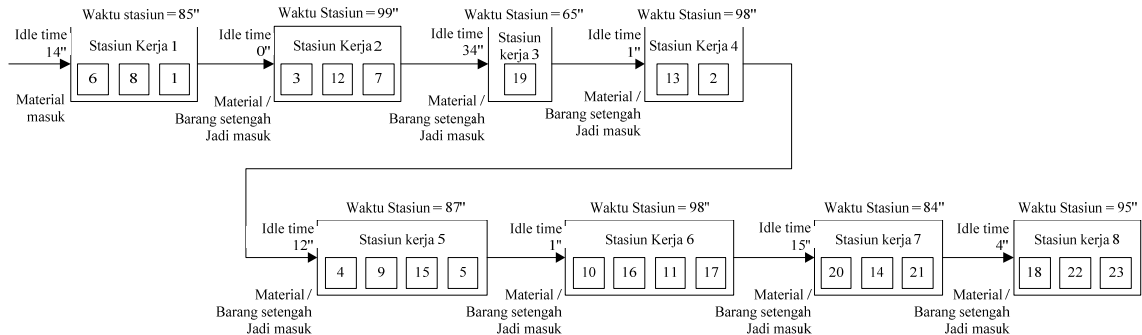 Waktu stasiun = 85"
Idle time
14"
Stasiun Kerja 1
6 8 1
Material
masuk
Waktu Stasiun = 99"
Idle time
0"
Stasiun Kerja 2
3 12 7
Material /
Barang setengah
Jadi masuk
Waktu Stasiun = 65"
Idle time
34"
Stasiun
kerja 3
19
Material /
Barang setengah
Jadi masuk
Waktu Stasiun = 98"
Idle time
1"
Stasiun Kerja 4
13 2
Material /
Barang setengah
Jadi masuk
Waktu Stasiun = 87"
Idle time
12"
Stasiun kerja 5
4 9 15 5
Material /
Barang setengah
Jadi masuk
Waktu Stasiun = 98"
Idle time
1"
Stasiun Kerja 6
10 16 11 17
Material /
Barang setengah
Jadi masuk
Waktu Stasiun = 84"
Idle time
15"
Stasiun kerja 7
20 14 21
Material /
Barang setengah
Jadi masuk
Waktu Stasiun = 95"
Idle time
4"
Stasiun kerja 8
18 22 23
Material /
Barang setengah
Jadi masuk